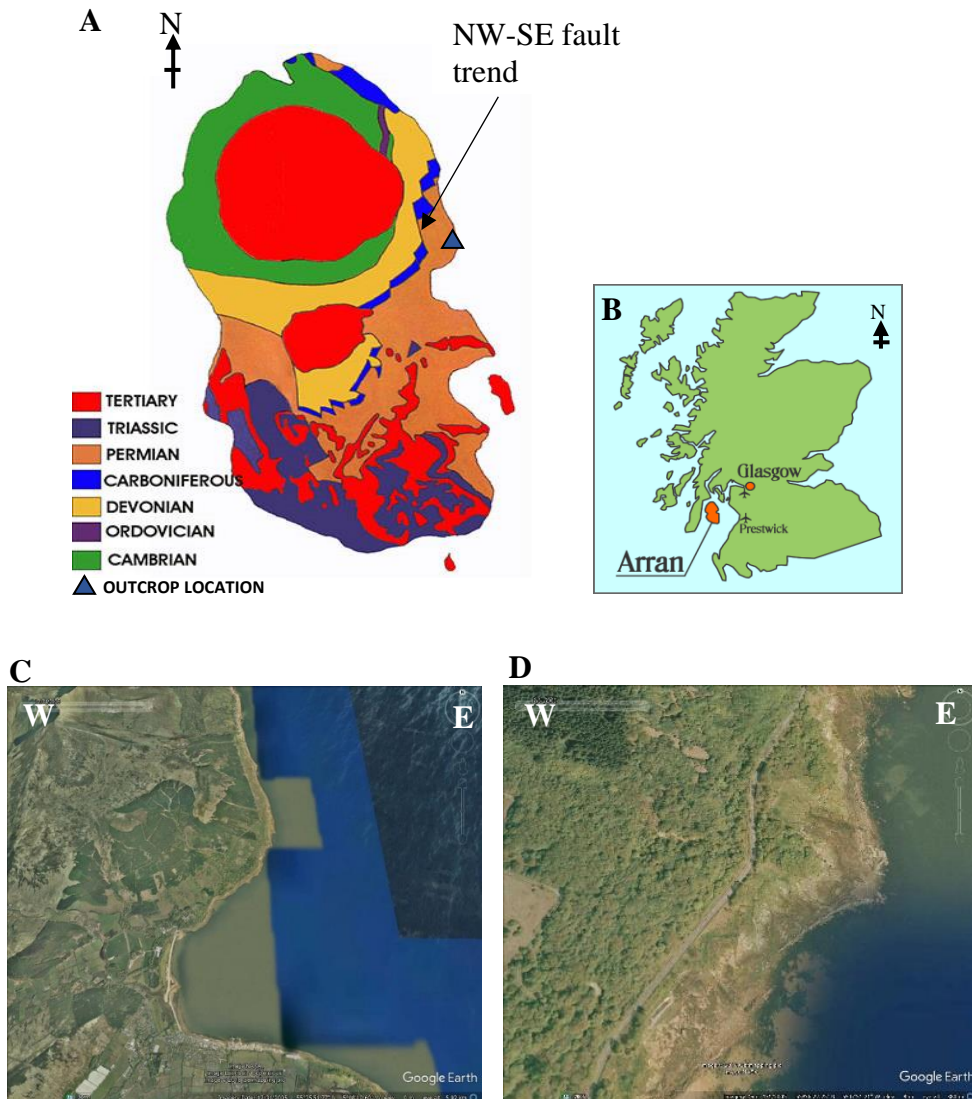 A
N
NW-SE fault
trend
TERTIARY
TRIASSIC
PERMIAN
CARBONIFEROUS
DEVONIAN
ORDOVICIAN
CAMBRIAN
OUTCROP LOCATION
B
N
Glasgow
Prestwick
Arran
C
W
E
Google Earth
D
W
E
Google Earth